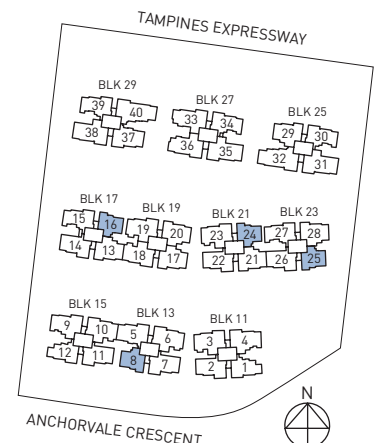 TAMPINES EXPRESSWAY
BLK 29 BLK 27 BLK 25
39 40 33 34 29 30
38 37 36 35 32 31
BLK 17 BLK 19 BLK 21 BLK 23
15 16 19 20 23 24 27 28
14 13 18 17 22 21 26 25
BLK 15 BLK 13 BLK 11
9 10 5 6 3 4
12 11 8 7 2 1
N
ANCHORVALE CRESCENT